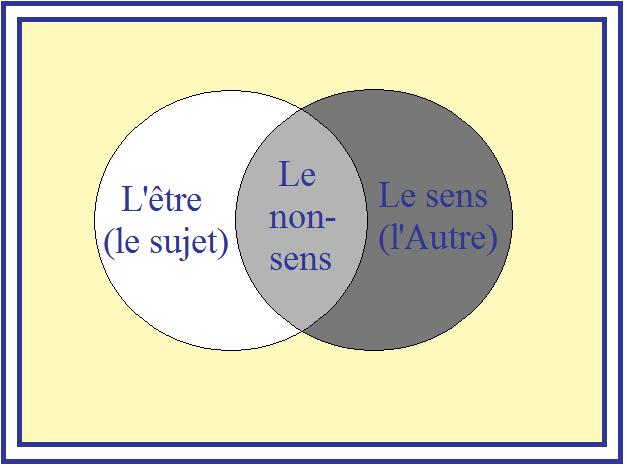 L'être
(le sujet)
Le
non-
sens
Le sens
(l'Autre)